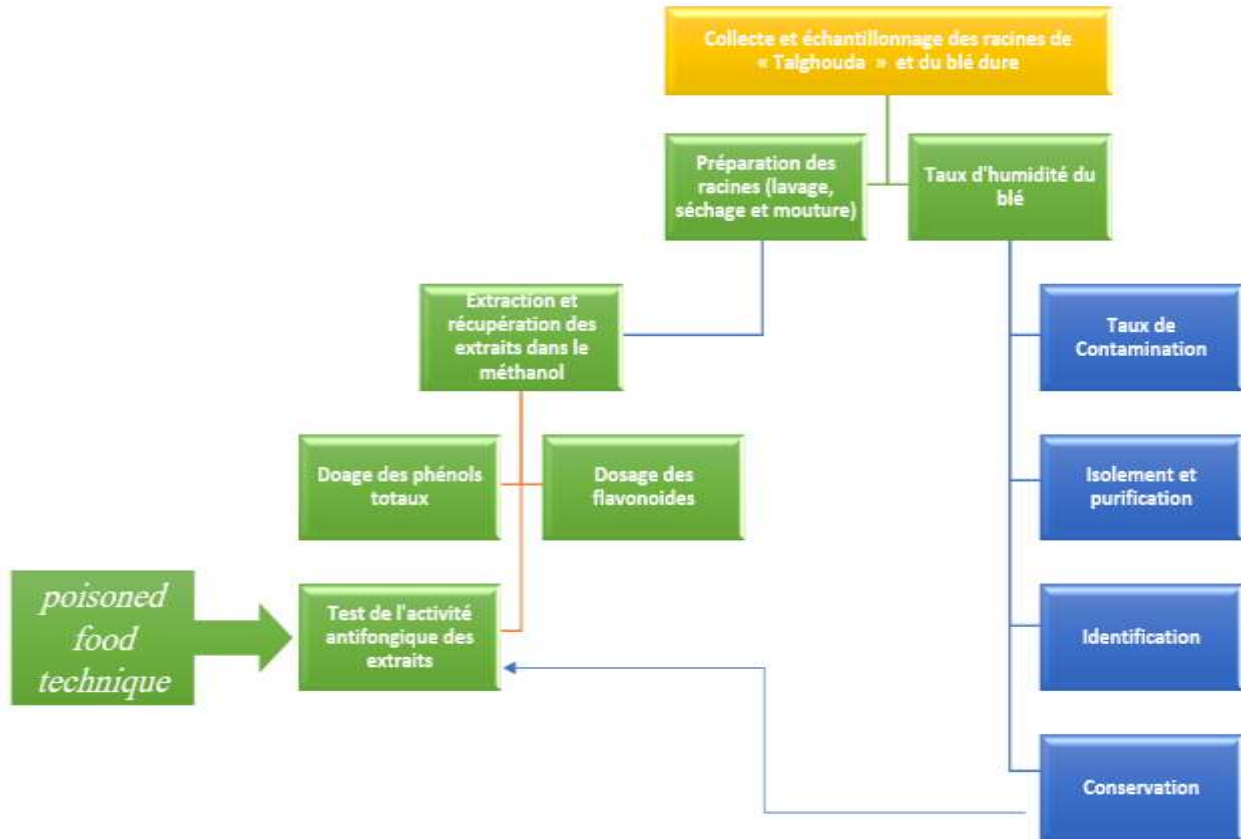 Collecte et échantillonnage des racines de
« Talghouda » et du blé dure
Préparation des
racines (lavage,
séchage et mouture)
Taux d'humidité du
blé
Extraction et
récupération des
extraits dans le
méthanol
Taux de
Contamination
Doage des phénols
totaux
Dosage des
flavonoides
Isolement et
purification
poisoned
food
technique
Test de l'activité
antifongique des
extraits
Identification
Conservation